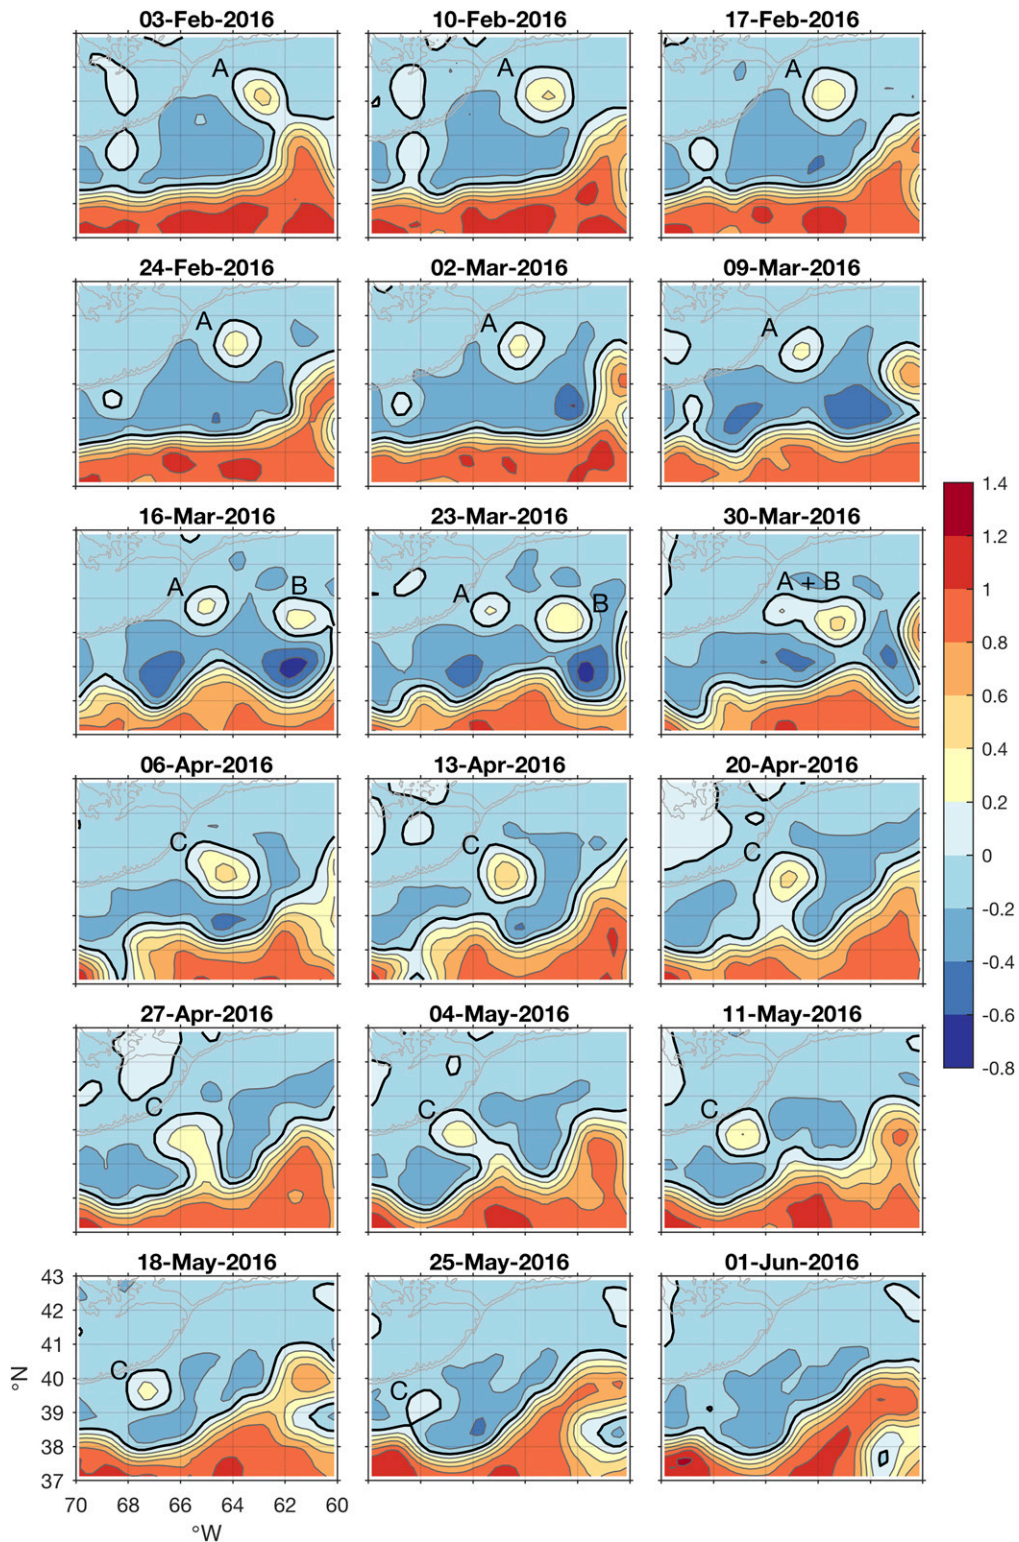 03-Feb-2016 10-Feb-2016 17-Feb-2016
A A A
24-Feb-2016 02-Mar-2016 09-Mar-2016
A A A
16-Mar-2016 23-Mar-2016 30-Mar-2016
A B A B A + B
06-Apr-2016 13-Apr-2016 20-Apr-2016
C C C
27-Apr-2016 04-May-2016 11-May-2016
C C C
18-May-2016 25-May-2016 01-Jun-2016
C C
43
42
41
40
39
38
37
°N
70 68 66 64 62 60
°W
1.4
1.2
1
0.8
0.6
0.4
0.2
0
-0.2
-0.4
-0.6
-0.8